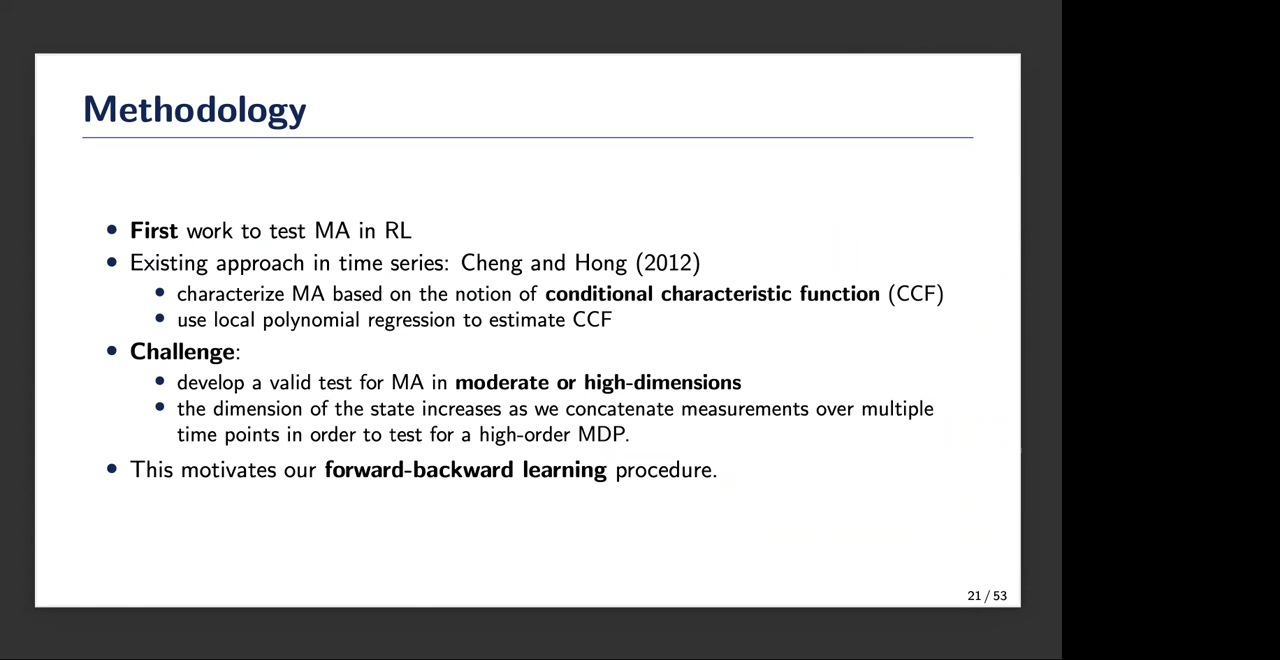 Methodology
• First work to test MA in RL
• Existing approach in time series: Cheng and Hong (2012)
• characterize MA based on the notion of conditional characteristic function (CCF)
• use local polynomial regression to estimate CCF
• Challenge:
• develop a valid test for MA in moderate or high-dimensions
• the dimension of the state increases as we concatenate measurements over multiple
time points in order to test for a high-order MDP.
• This motivates our forward-backward learning procedure.
21 / 53